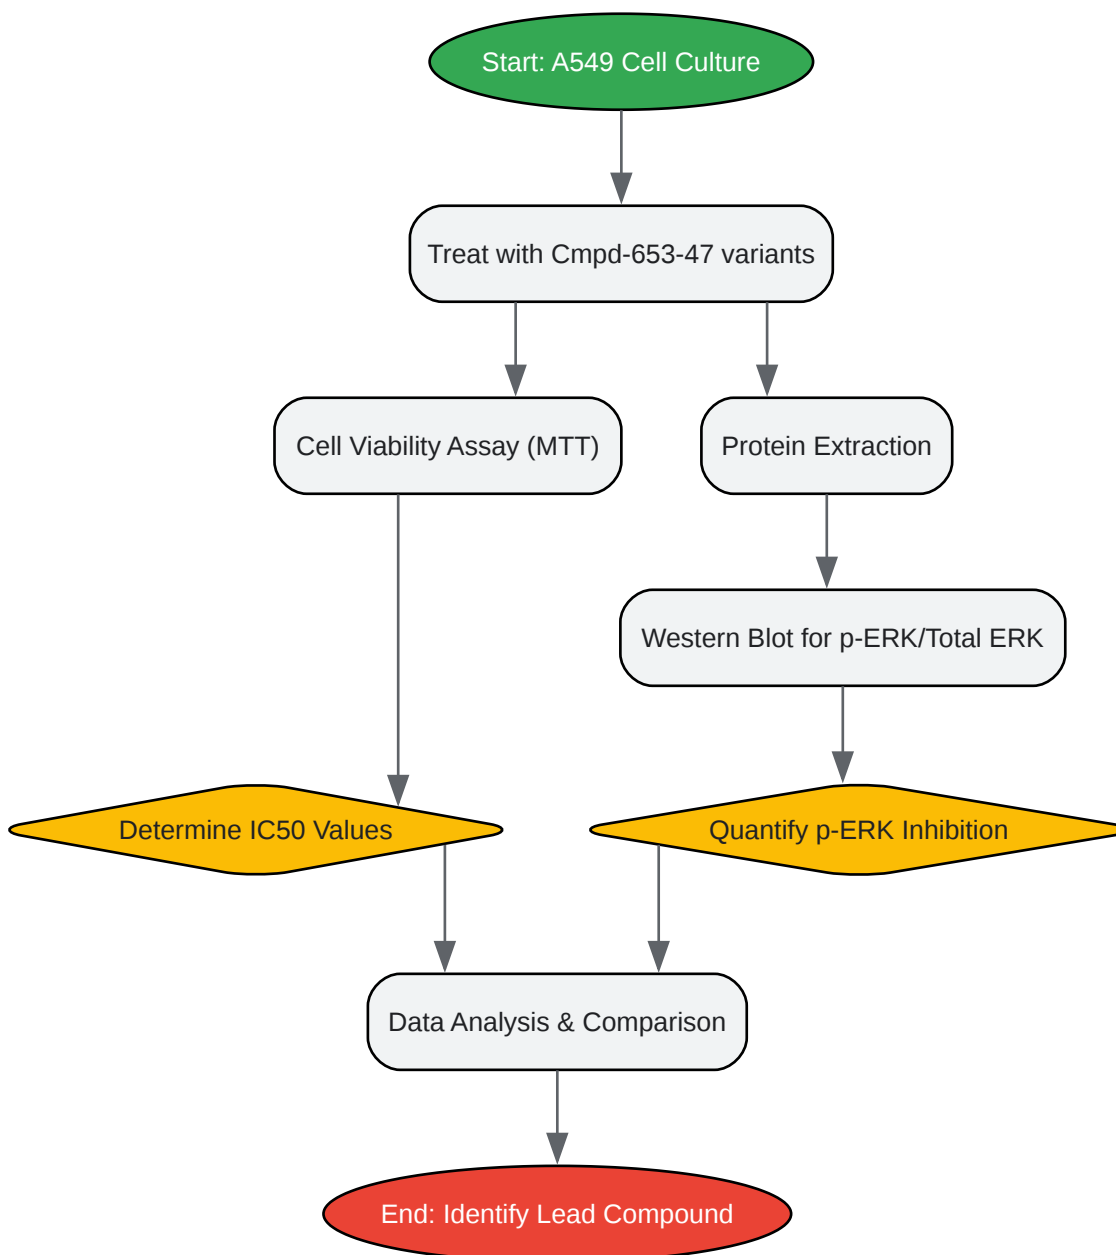 Start: A549 Cell Culture
Treat with Cmpd-653-47 variants
Cell Viability Assay (MTT)
Protein Extraction
Western Blot for p-ERK/Total ERK
Determine IC50 Values
Quantify p-ERK Inhibition
Data Analysis & Comparison
End: Identify Lead Compound